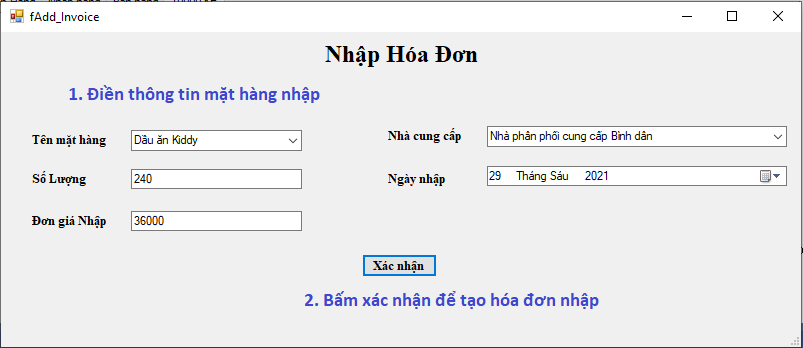 fAdd_Invoice
Nhập Hóa Đơn
1. Điền thông tin mặt hàng nhập
Tên mặt hàng
Dầu ăn Kiddy
Nhà cung cấp
Nhà phân phối cung cấp Bình dân
Số Lượng
240
Ngày nhập
29 Tháng Sáu 2021
Đơn giá Nhập
36000
Xác nhận
2. Bấm xác nhận để tạo hóa đơn nhập